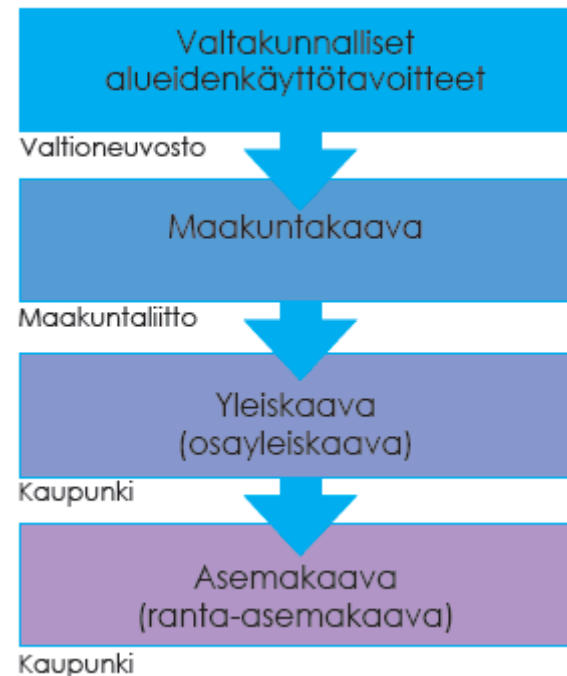 Valtakunnalliset
alueidenkäyttötavoitteet
Valtioneuvosto
Maakuntakaava
Maakuntaliitto
Yleiskaava
(osayleiskaava)
Kaupunki
Asemakaava
(ranta-asemakaava)
Kaupunki